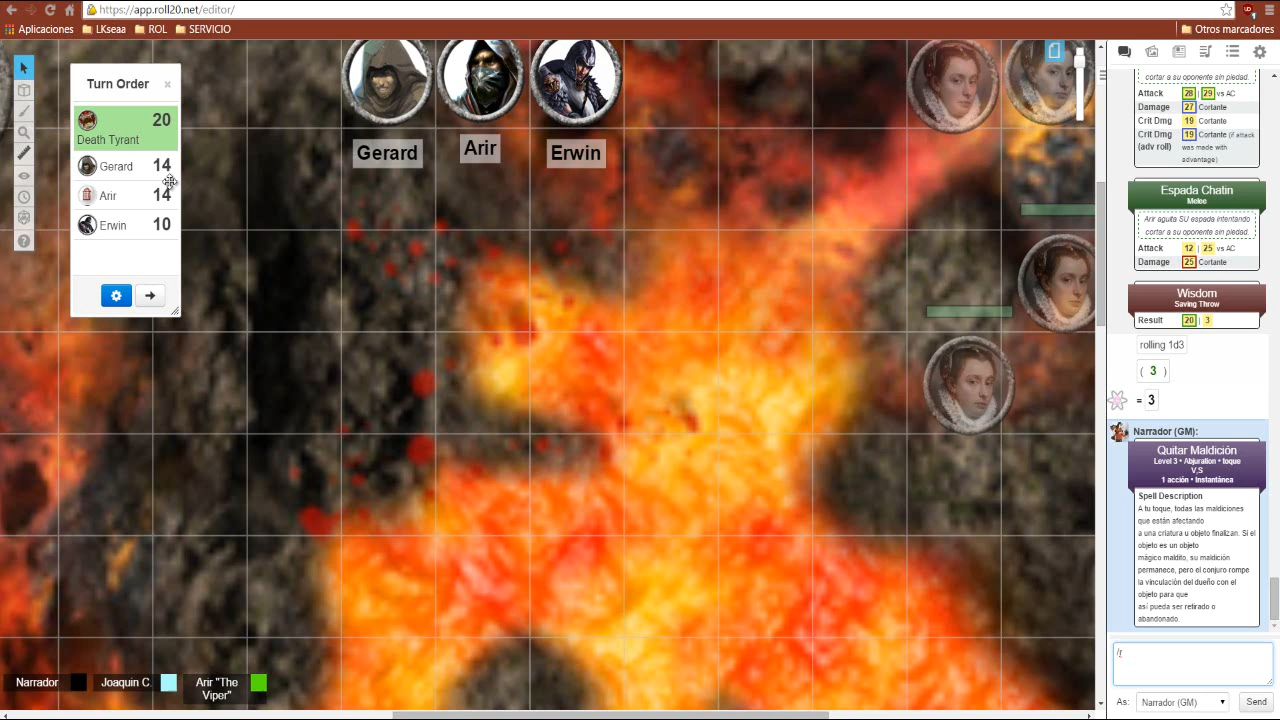 https://app.roll20.net/editor/
Aplicaciones
LKseaa
ROL
SERVICIO
Otros marcadores
Turn Order
×
20
Death Tyrant
Gerard 14
Arir 14
Erwin 10
Gerard
Arir
Erwin
Narrador
Joaquin C.
Arir "The
Viper"
cortar a su oponente sin piedad.
Attack 28 | 29 vs AC
Damage 27 Cortante
Crit Dmg 19 Cortante
Crit Dmg 19 Cortante (if attack
(adv roll) was made with
advantage)
Espada Chatin
Melee
Arir aguita SU espada intentando
cortar a su oponente sin piedad.
Attack 12 | 25 vs AC
Damage 25 Cortante
Wisdom
Saving Throw
Result 20 | 3
rolling 1d3
( 3 )
= 3
Narrador (GM):
Quitar Maldición
Level 3 • Abjuration • toque
V,S
1 acción • Instantánea
Spell Description
A tu toque, todas las maldiciones
que están afectando
a una criatura u objeto finalizan. Si el
objeto es un objeto
mágico maldito, su maldición
permanece, pero el conjuro rompe
la vinculación del dueño con el
objeto para que
así pueda ser retirado o
abandonado.
/r
As: Narrador (GM) Send